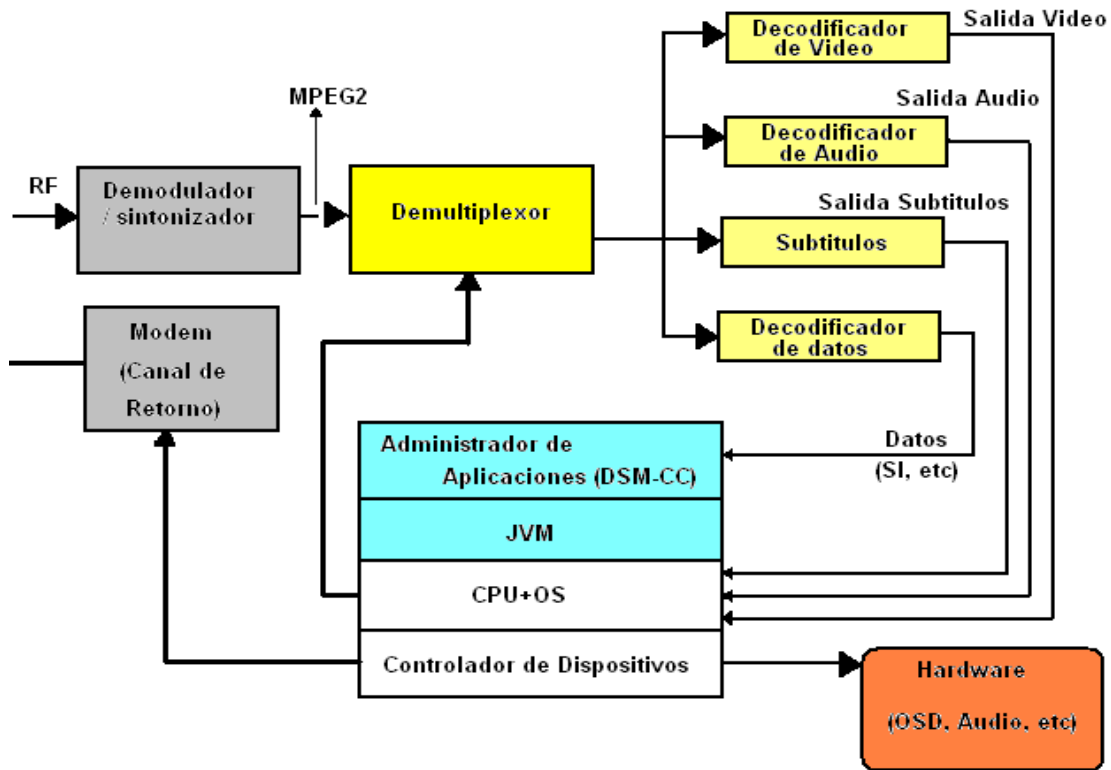 Salida Video
Decodificador
de Video
MPEG2
Salida Audio
Decodificador
de Audio
RF
Demodulador
/ sintonizador
Demultiplexor
Salida Subtitulos
Subtitulos
Modem
(Canal de
Retorno)
Decodificador
de datos
Administrador de
Aplicaciones (DSM-CC)
Datos
(SI, etc)
JVM
CPU+OS
Controlador de Dispositivos
Hardware
(OSD, Audio, etc)